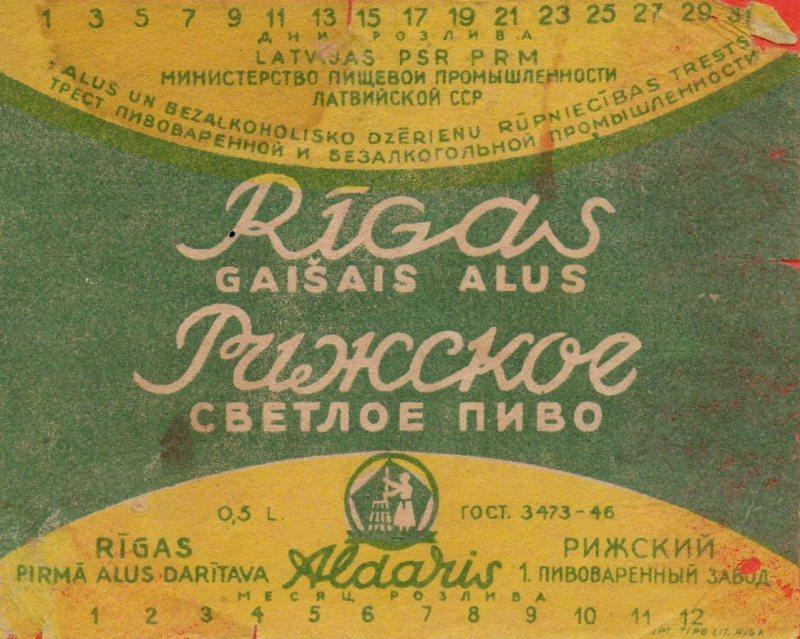 1 3 5 7 9 11 13 15 17 19 21 23 25 27 29 31
ДНИ РОЗЛИВА
LATVIJAS PSR PRM
МИНИСТЕРСТВО ПИЩЕВОЙ ПРОМЫШЛЕННОСТИ
ЛАТВИЙСКОЙ ССР
ALUS UN BEZALKOHOLISKO DZĒRIENU RŪPNIECĪBAS TRESTS
ТРЕСТ ПИВОВАРЕННОЙ И БЕЗАЛКОГОЛЬНОЙ ПРОМЫШЛЕННОСТИ
RĪGAS
GAIŠAIS ALUS
Рижское
СВЕТЛОЕ ПИВО
0,5 L. ГОСТ. 3473-46
RĪGAS РИЖСКИЙ
PIRMĀ ALUS DARĪTAVA Aldaris 1. ПИВОВАРЕННЫЙ ЗАВОД
МЕСЯЦ РОЗЛИВА
1 2 3 4 5 6 7 8 9 10 11 12
TIPO LIT. RIGA